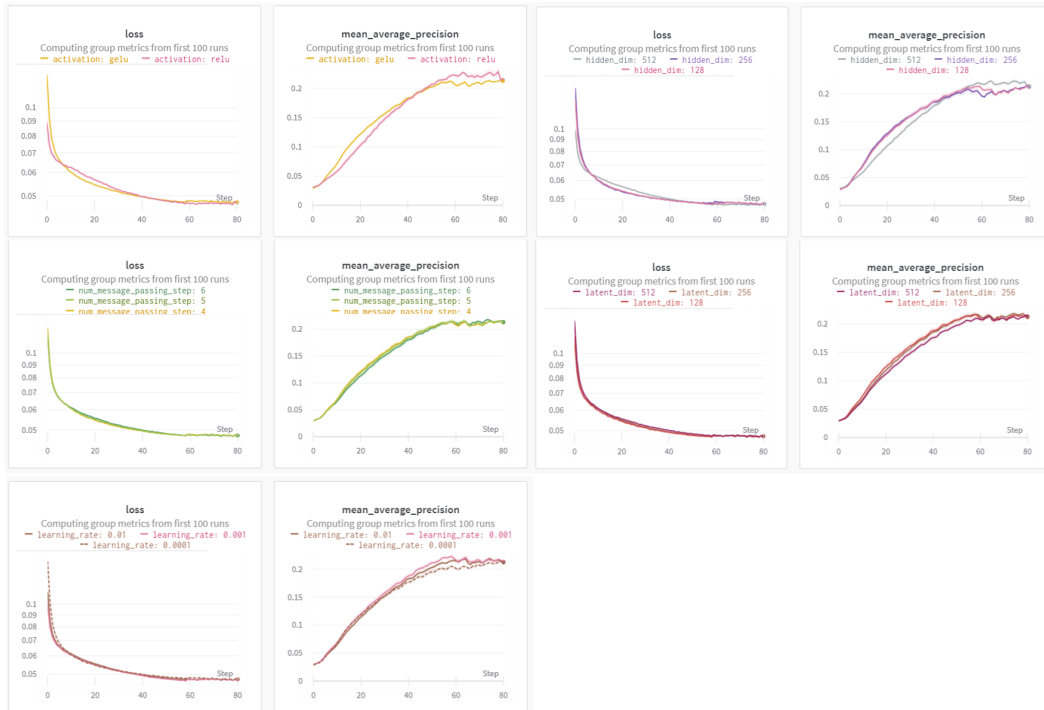 loss
Computing group metrics from first 100 runs
activation: gelu activation: relu
0.1
0.09
0.08
0.07
0.06
0.05
Step
0 20 40 60 80
mean_average_precision
Computing group metrics from first 100 runs
activation: gelu activation: relu
0.2
0.15
0.1
0.05
0
Step
0 20 40 60 80
loss
Computing group metrics from first 100 runs
hidden_dim: 512 hidden_dim: 256
hidden_dim: 128
0.1
0.09
0.08
0.07
0.06
0.05
Step
0 20 40 60 80
mean_average_precision
Computing group metrics from first 100 runs
hidden_dim: 512 hidden_dim: 256
hidden_dim: 128
0.2
0.15
0.1
0.05
0
Step
0 20 40 60 80
loss
Computing group metrics from first 100 runs
num_message_passing_step: 6
num_message_passing_step: 5
num_message_passing_step: 4
0.1
0.09
0.08
0.07
0.06
0.05
Step
0 20 40 60 80
mean_average_precision
Computing group metrics from first 100 runs
num_message_passing_step: 6
num_message_passing_step: 5
num_message_passing_step: 4
0.2
0.15
0.1
0.05
0
Step
0 20 40 60 80
loss
Computing group metrics from first 100 runs
latent_dim: 512 latent_dim: 256
latent_dim: 128
0.1
0.09
0.08
0.07
0.06
0.05
Step
0 20 40 60 80
mean_average_precision
Computing group metrics from first 100 runs
latent_dim: 512 latent_dim: 256
latent_dim: 128
0.2
0.15
0.1
0.05
0
Step
0 20 40 60 80
loss
Computing group metrics from first 100 runs
learning_rate: 0.01 learning_rate: 0.001
learning_rate: 0.0001
0.1
0.09
0.08
0.07
0.06
0.05
Step
0 20 40 60 80
mean_average_precision
Computing group metrics from first 100 runs
learning_rate: 0.01 learning_rate: 0.001
learning_rate: 0.0001
0.2
0.15
0.1
0.05
0
Step
0 20 40 60 80